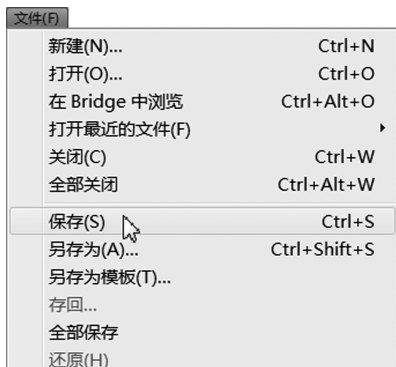 文件(F)
新建(N)... Ctrl+N
打开(O)... Ctrl+O
在 Bridge 中浏览 Ctrl+Alt+O
打开最近的文件(F)
关闭(C) Ctrl+W
全部关闭 Ctrl+Alt+W
保存(S) Ctrl+S
另存为(A)... Ctrl+Shift+S
另存为模板(T)...
存回...
全部保存
还原(H)